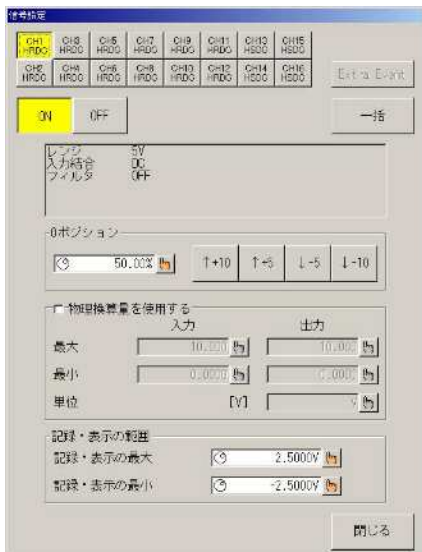 信号設定
CH1 CH3 CH5 CH7 CH9 CH11 CH13 CH15
HRDC HRDC HRDC HRDC HRDC HRDC HSDC HSDC
CH2 CH4 CH6 CH8 CH10 CH12 CH14 CH16
HRDC HRDC HRDC HRDC HRDC HRDC HSDC HSDC
Extra Event
ON OFF 一括
レンジ 5V
入力結合 DC
フィルタ OFF
0ポジション
50.00% ↑+10 ↑+5 ↓-5 ↓-10
物理換算量を使用する
入力 出力
最大 10.000 10.000
最小 0.0000 0.0000
単位 [V] V
記録・表示の範囲
記録・表示の最大 2.5000V
記録・表示の最小 -2.5000V
閉じる